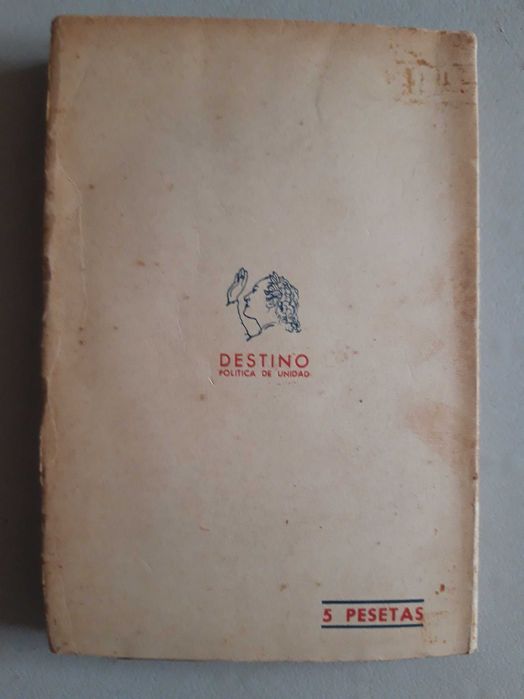 DESTINO
POLITICA DE UNIDAD
5 PESETAS